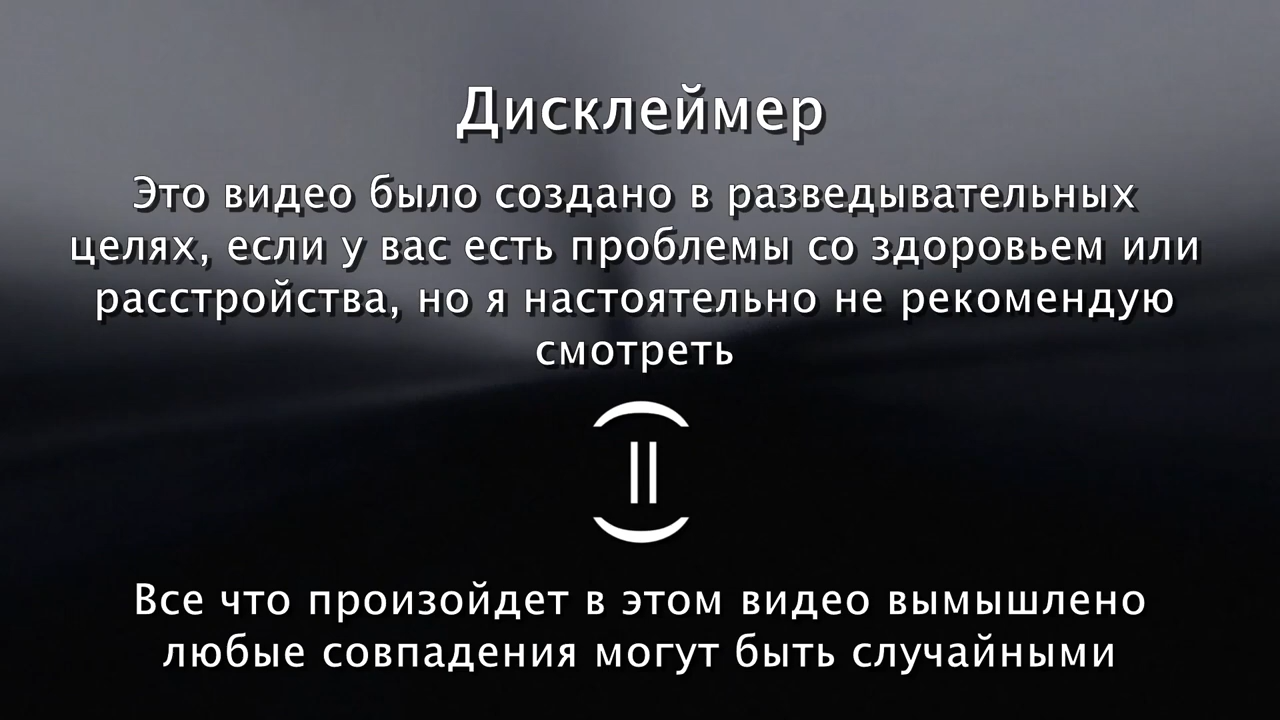 Дисклеймер
Это видео было создано в разведывательных
целях, если у вас есть проблемы со здоровьем или
расстройства, но я настоятельно не рекомендую
смотреть
Все что произойдет в этом видео вымышлено
любые совпадения могут быть случайными